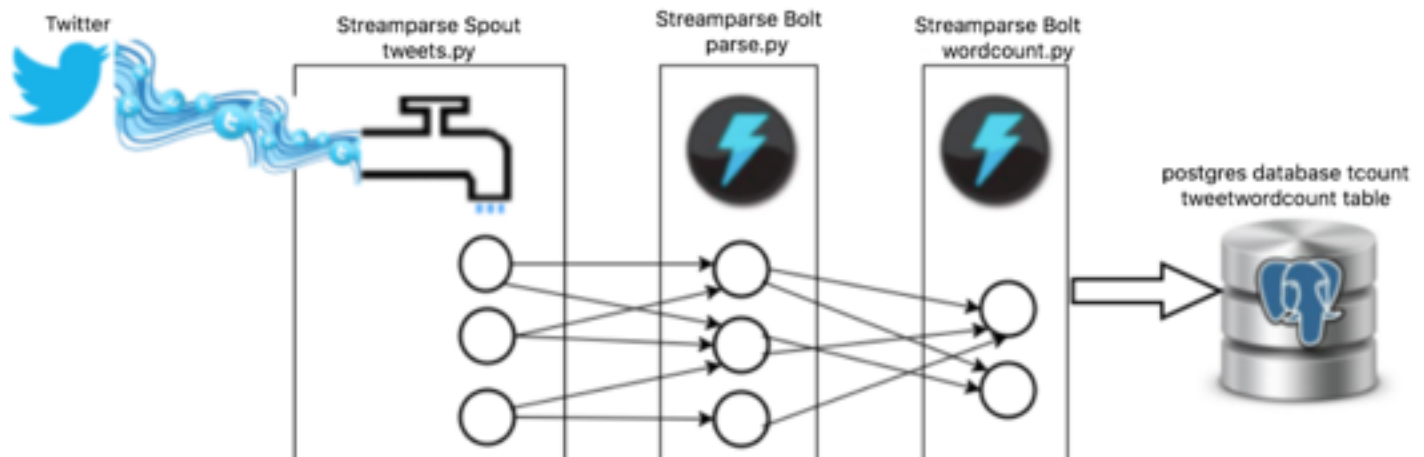 Twitter
Streamparse Spout
tweets.py
Streamparse Bolt
parse.py
Streamparse Bolt
wordcount.py
postgres database tcount
tweetwordcount table